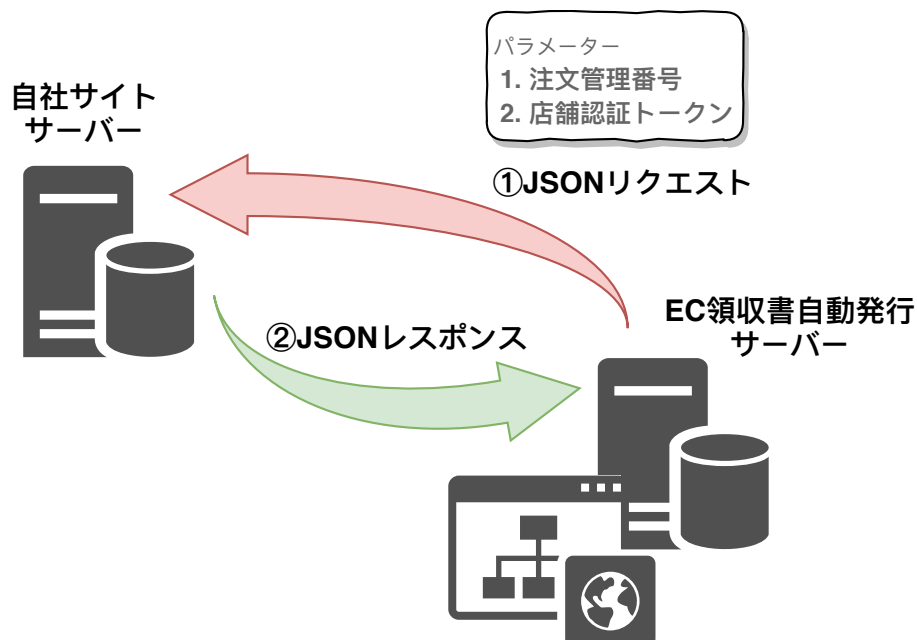 パラメーター
1. 注文管理番号
2. 店舗認証トークン
自社サイト
サーバー
①JSONリクエスト
②JSONレスポンス
EC領収書自動発行
サーバー